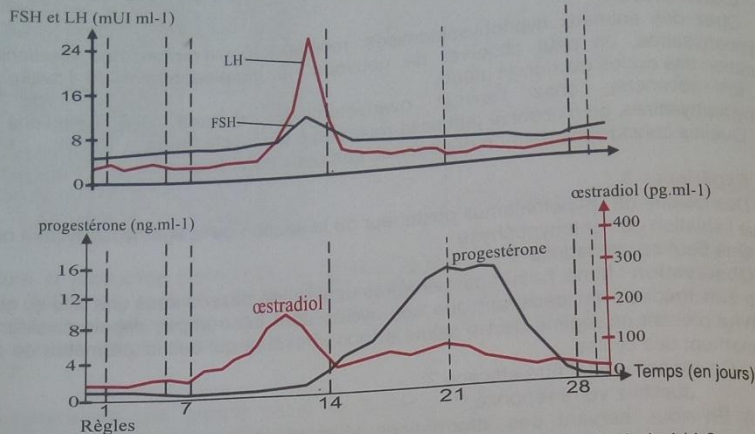 FSH et LH (mUI ml-1)
24
16
8
0
LH
FSH
œstradiol (pg.ml-1)
progestérone (ng.ml-1)
16
12
8
4
0
œstradiol
progestérone
400
300
200
100
0
Temps (en jours)
1
7
14
21
28
Règles